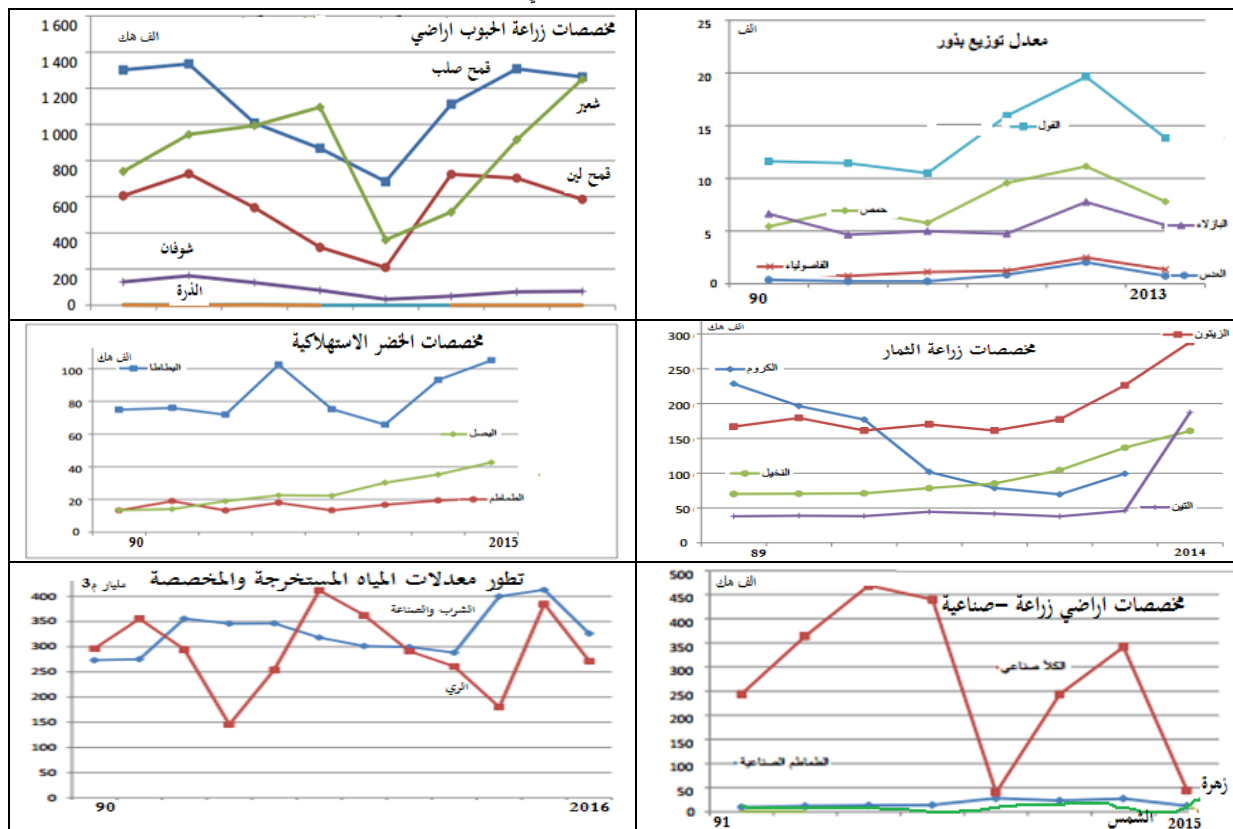 مخصصات زراعة الحبوب اراضي
الف هك
1 600
1 400
1 200
1 000
800
600
400
200
0
قمح صلب
شعير
قمح لين
شوفان
الذرة
معدل توزيع بذور
الف
25
20
15
10
5
0
الفول
حمص
البازلاء
الفاصولياء
العدس
90
2013
مخصصات الخضر الاستهلاكية
الف هك
100
80
60
40
20
0
البطاطا
البصل
الطماطم
90
2015
مخصصات زراعة الثمار
الف هك
300
250
200
150
100
50
0
الزيتون
الكروم
النخيل
التين
89
2014
تطور معدلات المياه المستخرجة والمخصصة
مليار م3
400
350
300
250
200
150
100
50
0
الشرب والصناعة
الري
90
2016
مخصصات اراضي زراعة –صناعية
الف هك
500
450
400
350
300
250
200
150
100
50
0
الكلأ صناعي
الطماطم الصناعية
زهرة
الشمس
91
2015